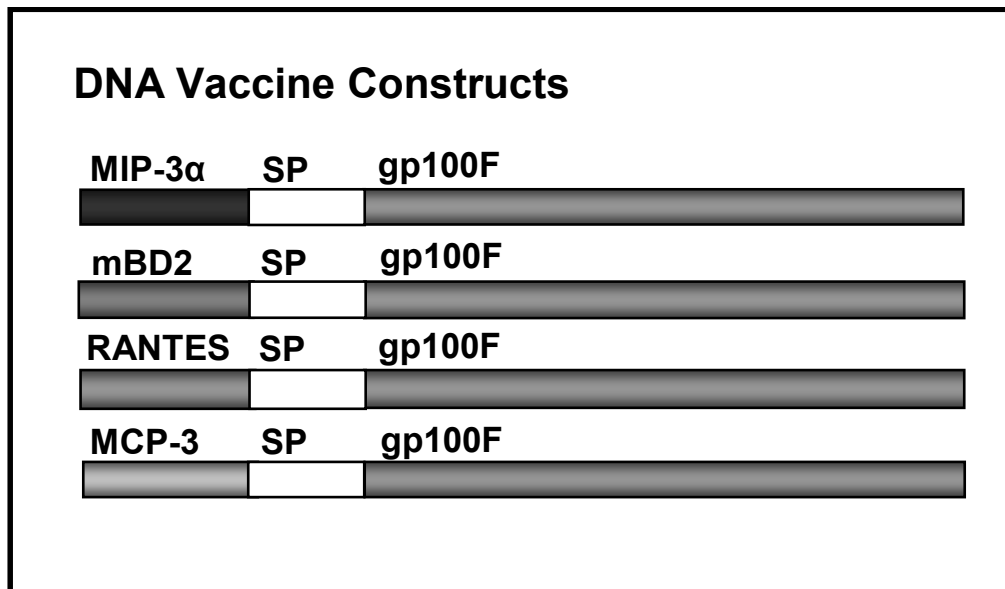 DNA Vaccine Constructs
MIP-3α SP gp100F
mBD2 SP gp100F
RANTES SP gp100F
MCP-3 SP gp100F